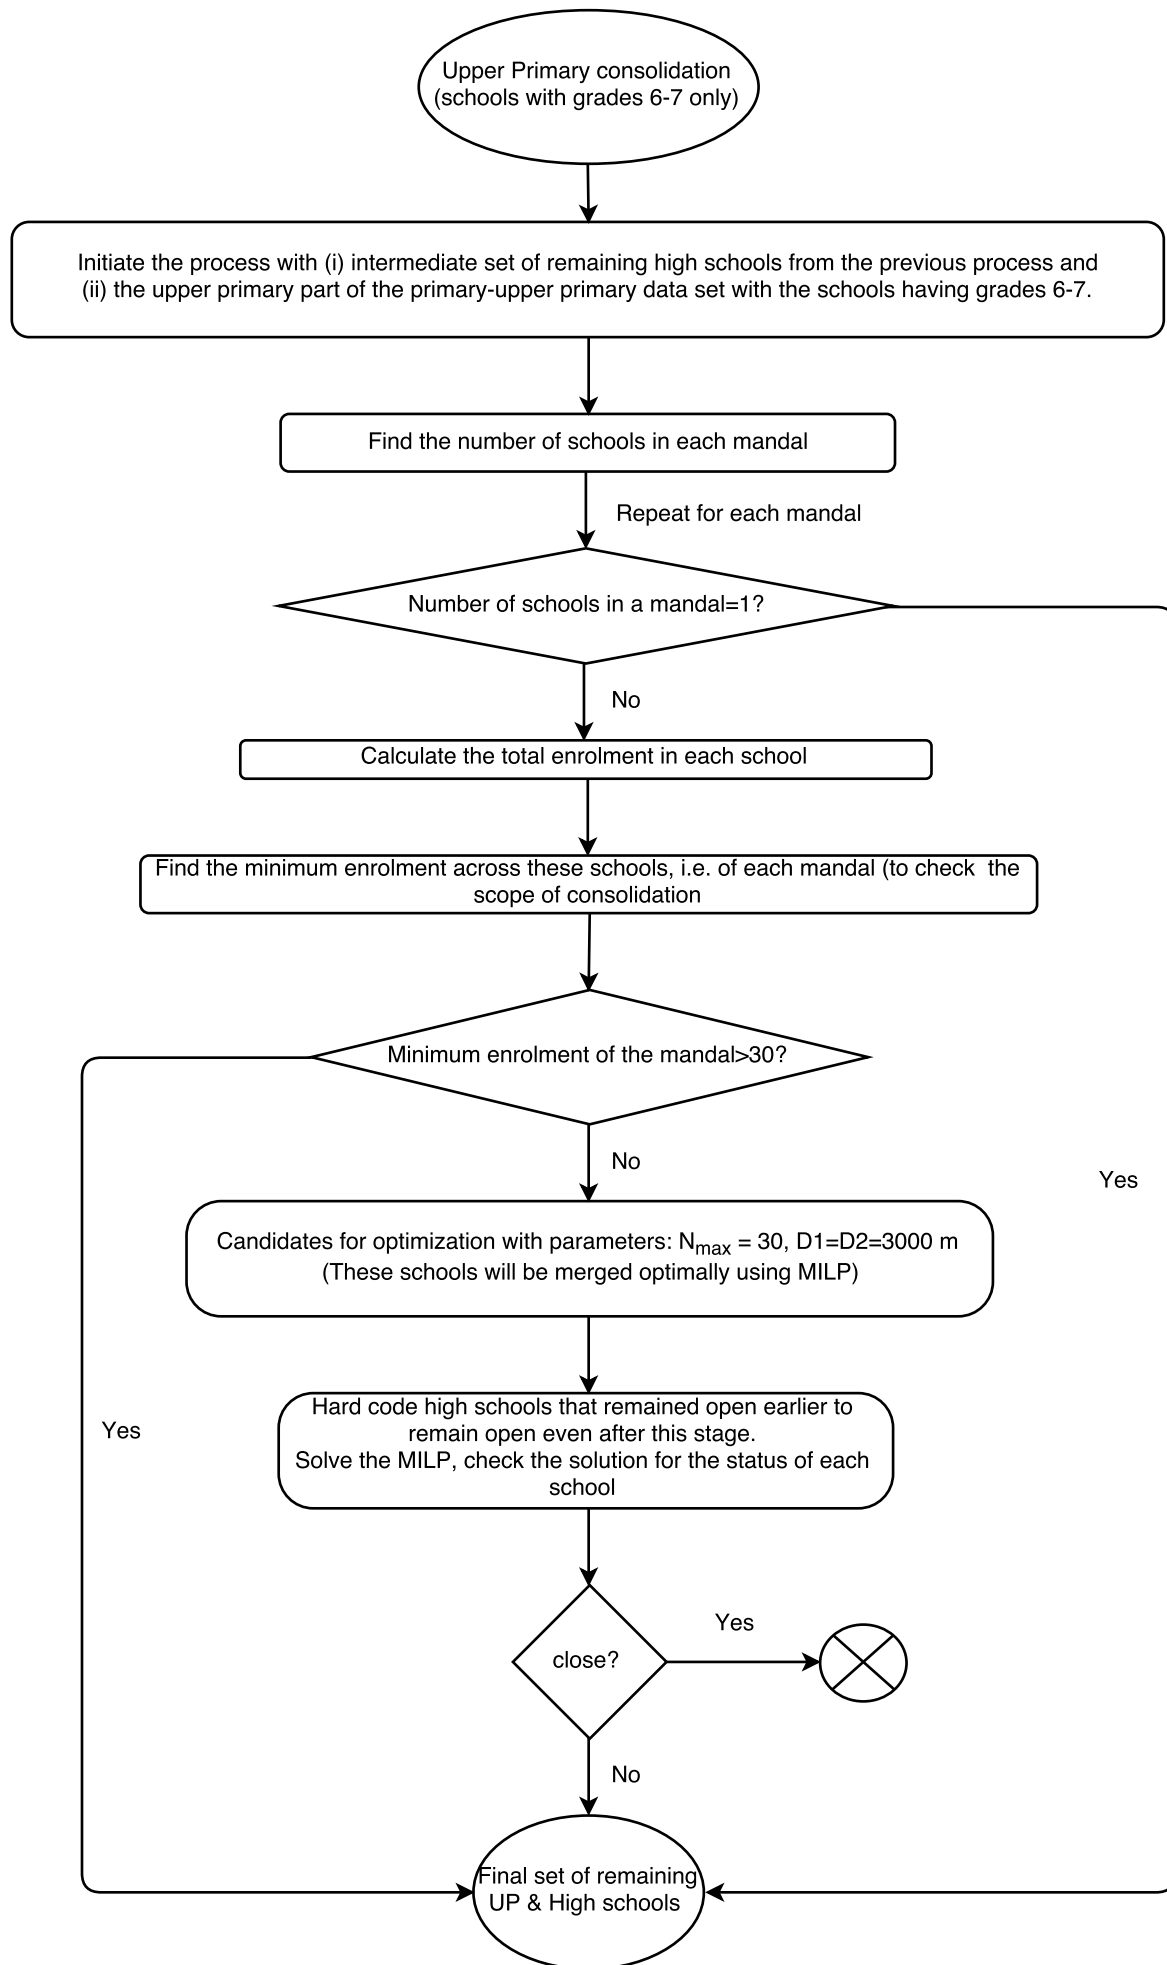 Upper Primary consolidation
(schools with grades 6-7 only)
Initiate the process with (i) intermediate set of remaining high schools from the previous process and
(ii) the upper primary part of the primary-upper primary data set with the schools having grades 6-7.
Find the number of schools in each mandal
Repeat for each mandal
Number of schools in a mandal=1?
No
Calculate the total enrolment in each school
Find the minimum enrolment across these schools, i.e. of each mandal (to check  the
scope of consolidation
Minimum enrolment of the mandal>30?
No
Yes
Candidates for optimization with parameters: Nmax = 30, D1=D2=3000 m
(These schools will be merged optimally using MILP)
Hard code high schools that remained open earlier to
remain open even after this stage.
Solve the MILP, check the solution for the status of each
school
Yes
close?
Yes
No
Final set of remaining
UP & High schools